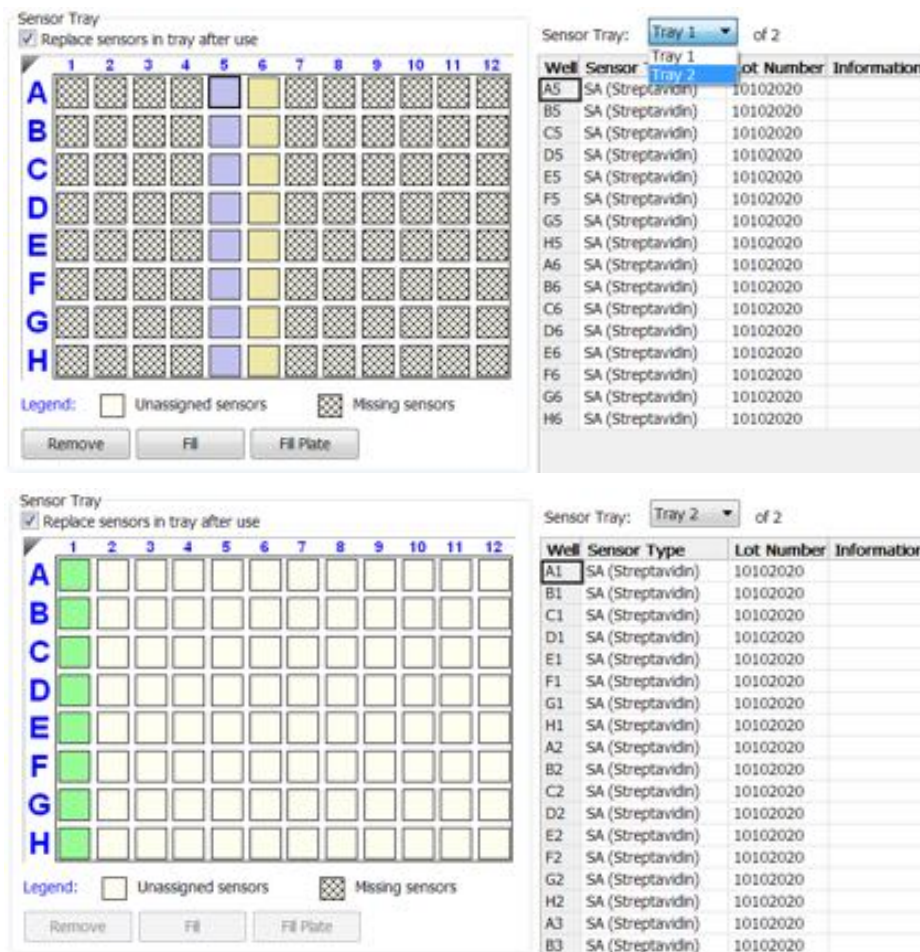 Sensor Tray
Replace sensors in tray after use
1 2 3 4 5 6 7 8 9 10 11 12
A
B
C
D
E
F
G
H
Legend: Unassigned sensors Missing sensors
Remove Fill Fill Plate
Sensor Tray: Tray 1 of 2
Tray 1
Tray 2
Well Sensor ot Number Information
A5 SA (Streptavidin) 10102020
B5 SA (Streptavidin) 10102020
C5 SA (Streptavidin) 10102020
D5 SA (Streptavidin) 10102020
E5 SA (Streptavidin) 10102020
F5 SA (Streptavidin) 10102020
G5 SA (Streptavidin) 10102020
H5 SA (Streptavidin) 10102020
A6 SA (Streptavidin) 10102020
B6 SA (Streptavidin) 10102020
C6 SA (Streptavidin) 10102020
D6 SA (Streptavidin) 10102020
E6 SA (Streptavidin) 10102020
F6 SA (Streptavidin) 10102020
G6 SA (Streptavidin) 10102020
H6 SA (Streptavidin) 10102020
Sensor Tray
Replace sensors in tray after use
1 2 3 4 5 6 7 8 9 10 11 12
A
B
C
D
E
F
G
H
Legend: Unassigned sensors Missing sensors
Remove Fill Fill Plate
Sensor Tray: Tray 2 of 2
Well Sensor Type Lot Number Information
A1 SA (Streptavidin) 10102020
B1 SA (Streptavidin) 10102020
C1 SA (Streptavidin) 10102020
D1 SA (Streptavidin) 10102020
E1 SA (Streptavidin) 10102020
F1 SA (Streptavidin) 10102020
G1 SA (Streptavidin) 10102020
H1 SA (Streptavidin) 10102020
A2 SA (Streptavidin) 10102020
B2 SA (Streptavidin) 10102020
C2 SA (Streptavidin) 10102020
D2 SA (Streptavidin) 10102020
E2 SA (Streptavidin) 10102020
F2 SA (Streptavidin) 10102020
G2 SA (Streptavidin) 10102020
H2 SA (Streptavidin) 10102020
A3 SA (Streptavidin) 10102020
B3 SA (Streptavidin) 10102020